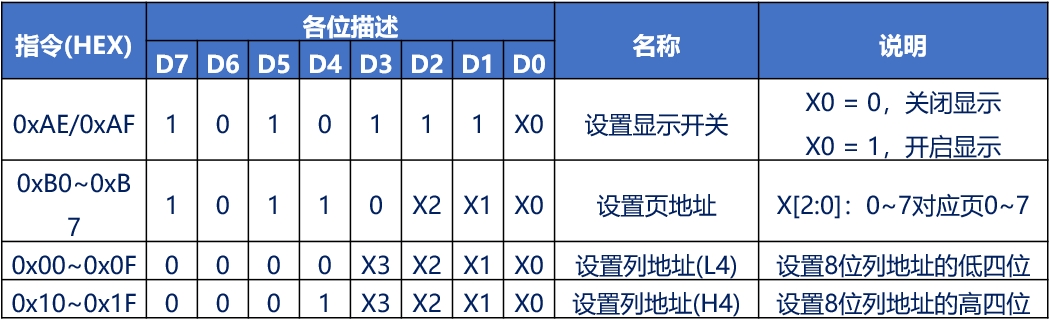 指令(HEX) 各位描述 名称 说明
D7 D6 D5 D4 D3 D2 D1 D0
0xAE/0xAF 1 0 1 0 1 1 1 X0 设置显示开关 X0 = 0，关闭显示
X0 = 1，开启显示
0xB0~0xB
7 1 0 1 1 0 X2 X1 X0 设置页地址 X[2:0]：0~7对应页0~7
0x00~0x0F 0 0 0 0 X3 X2 X1 X0 设置列地址(L4) 设置8位列地址的低四位
0x10~0x1F 0 0 0 1 X3 X2 X1 X0 设置列地址(H4) 设置8位列地址的高四位